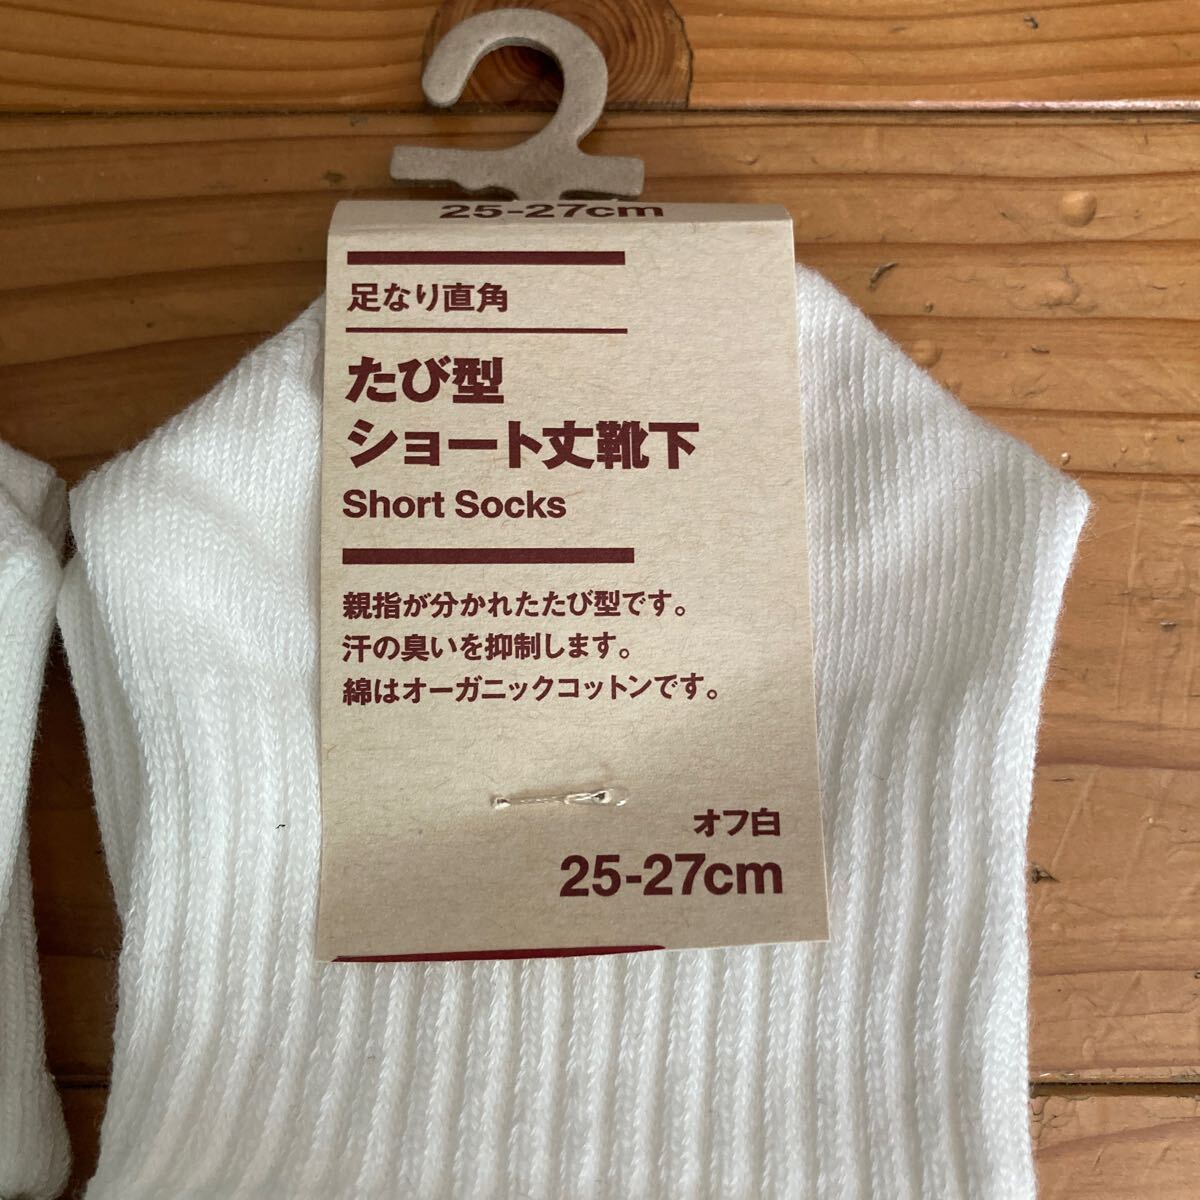 25-27cm
足なり直角
たび型
ショート丈靴下
Short Socks
親指が分かれたたび型です。
汗の臭いを抑制します。
綿はオーガニックコットンです。
オフ白
25-27cm